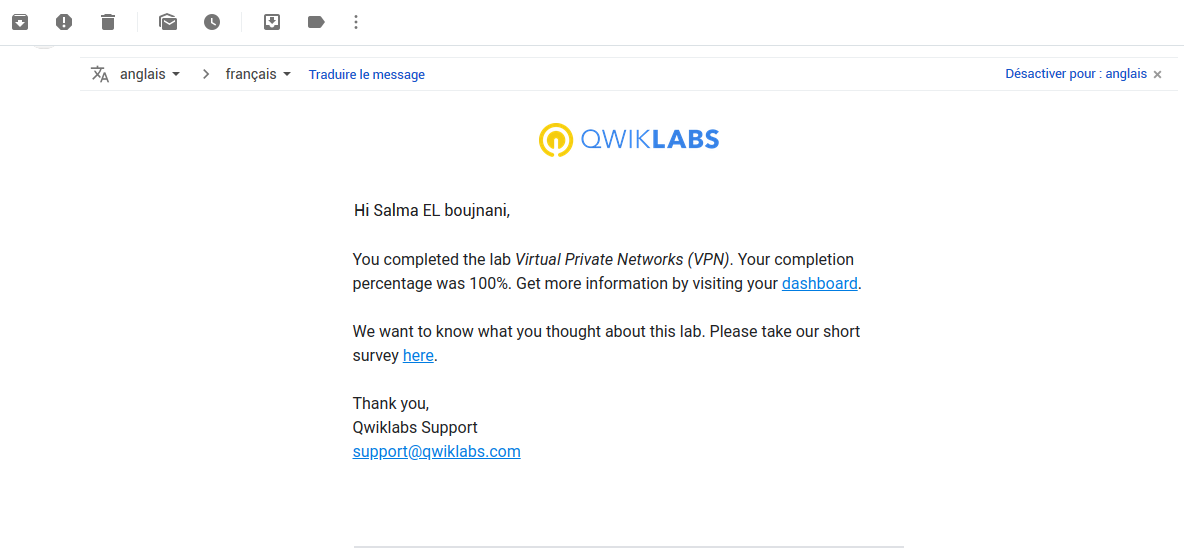 anglais
français
Traduire le message
Désactiver pour : anglais
QWIKLABS
Hi Salma EL boujnani,
You completed the lab Virtual Private Networks (VPN). Your completion
percentage was 100%. Get more information by visiting your dashboard.
We want to know what you thought about this lab. Please take our short
survey here.
Thank you,
Qwiklabs Support
support@qwiklabs.com